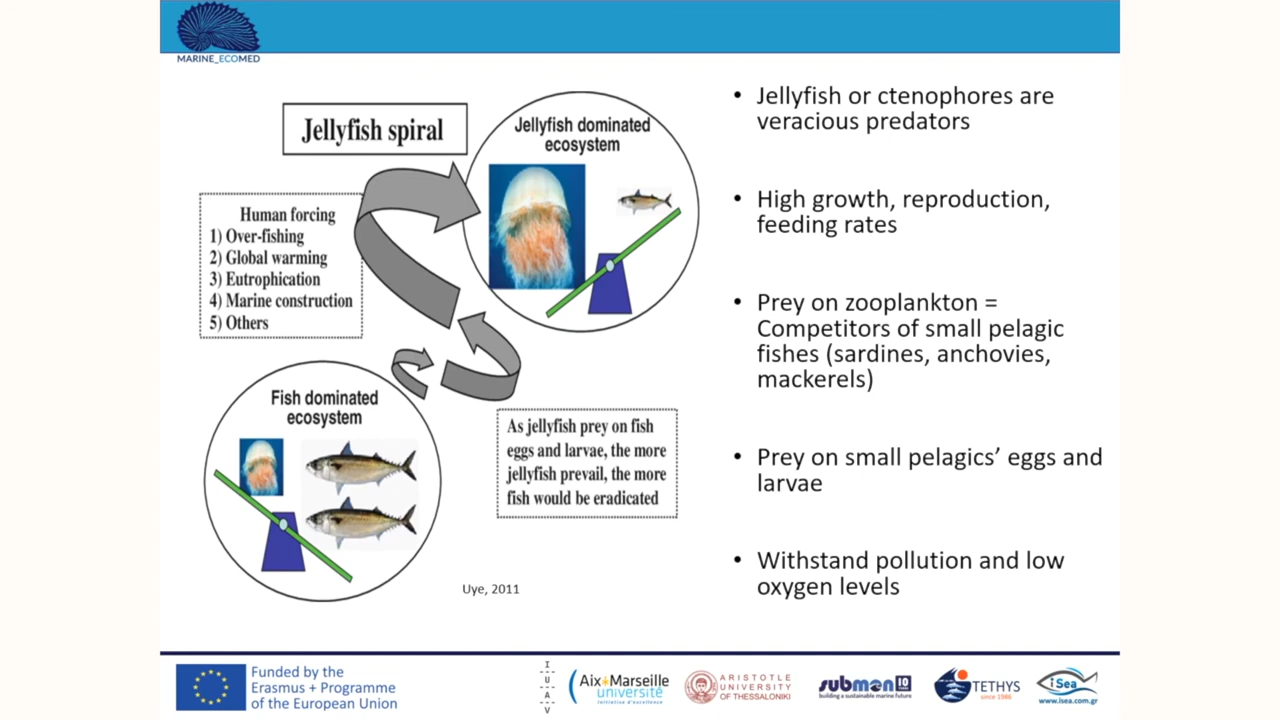 MARINE_ECOMED
Jellyfish spiral
Jellyfish dominated
ecosystem
Human forcing
1) Over-fishing
2) Global warming
3) Eutrophication
4) Marine construction
5) Others
Fish dominated
ecosystem
As jellyfish prey on fish
eggs and larvae, the more
jellyfish prevail, the more
fish would be eradicated
Uye, 2011
• Jellyfish or ctenophores are
veracious predators
• High growth, reproduction,
feeding rates
• Prey on zooplankton =
Competitors of small pelagic
fishes (sardines, anchovies,
mackerels)
• Prey on small pelagics’ eggs and
larvae
• Withstand pollution and low
oxygen levels
Funded by the
Erasmus + Programme
of the European Union
I
U
A
V
Aix*Marseille
université
Initiative d'excellence
ARISTOTLE
UNIVERSITY
OF THESSALONIKI
submon 10
building a sustainable marine future
TETHYS
since 1986
iSea
www.isea.com.gr